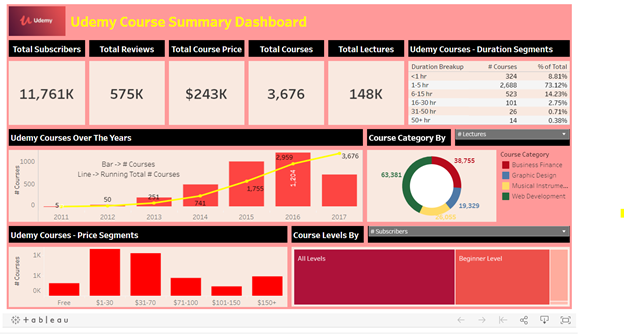 Udemy
Udemy Course Summary Dashboard
Total Subscribers
Total Reviews
Total Course Price
Total Courses
Total Lectures
Udemy Courses - Duration Segments
11,761K
575K
$243K
3,676
148K
Duration Breakup # Courses % of Total
<1 hr 324 8.81%
1-5 hr 2,688 73.12%
6-15 hr 523 14.23%
16-30 hr 101 2.75%
31-50 hr 26 0.71%
50+ hr 14 0.38%
Udemy Courses Over The Years
Course Category By
# Lectures
Bar -> # Courses
Line -> Running Total # Courses
# Courses
1000
500
0
5
50
251
741
1,755
2,959
1,204
3,676
2011 2012 2013 2014 2015 2016 2017
63,381
38,755
19,329
Course Category
Business Finance
Graphic Design
Musical Instrume...
Web Development
Udemy Courses - Price Segments
Course Levels By
# Subscribers
# Courses
1K
1K
0K
Free $1-30 $31-70 $71-100 $101-150 $150+
All Levels
Beginner Level
+ableau